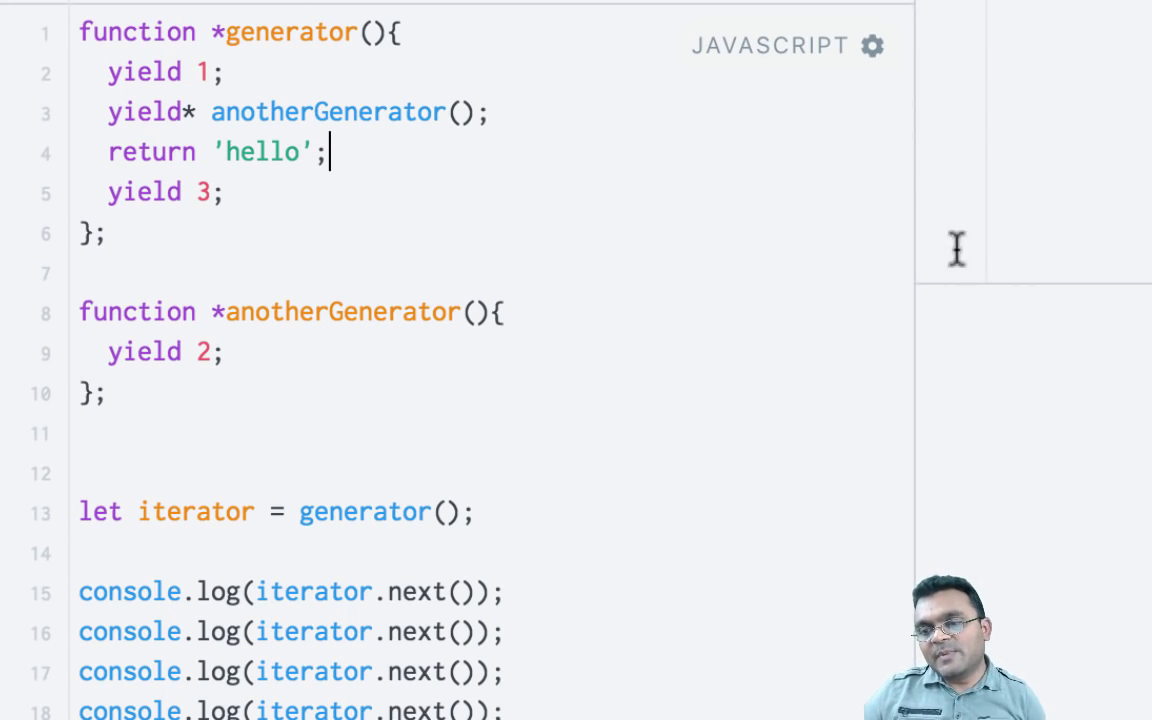 JAVASCRIPT
1 function *generator(){
2 yield 1;
3 yield* anotherGenerator();
4 return 'hello';
5 yield 3;
6 };
7
8 function *anotherGenerator(){
9 yield 2;
10 };
11
12
13 let iterator = generator();
14
15 console.log(iterator.next());
16 console.log(iterator.next());
17 console.log(iterator.next());
18 console.log(iterator.next());